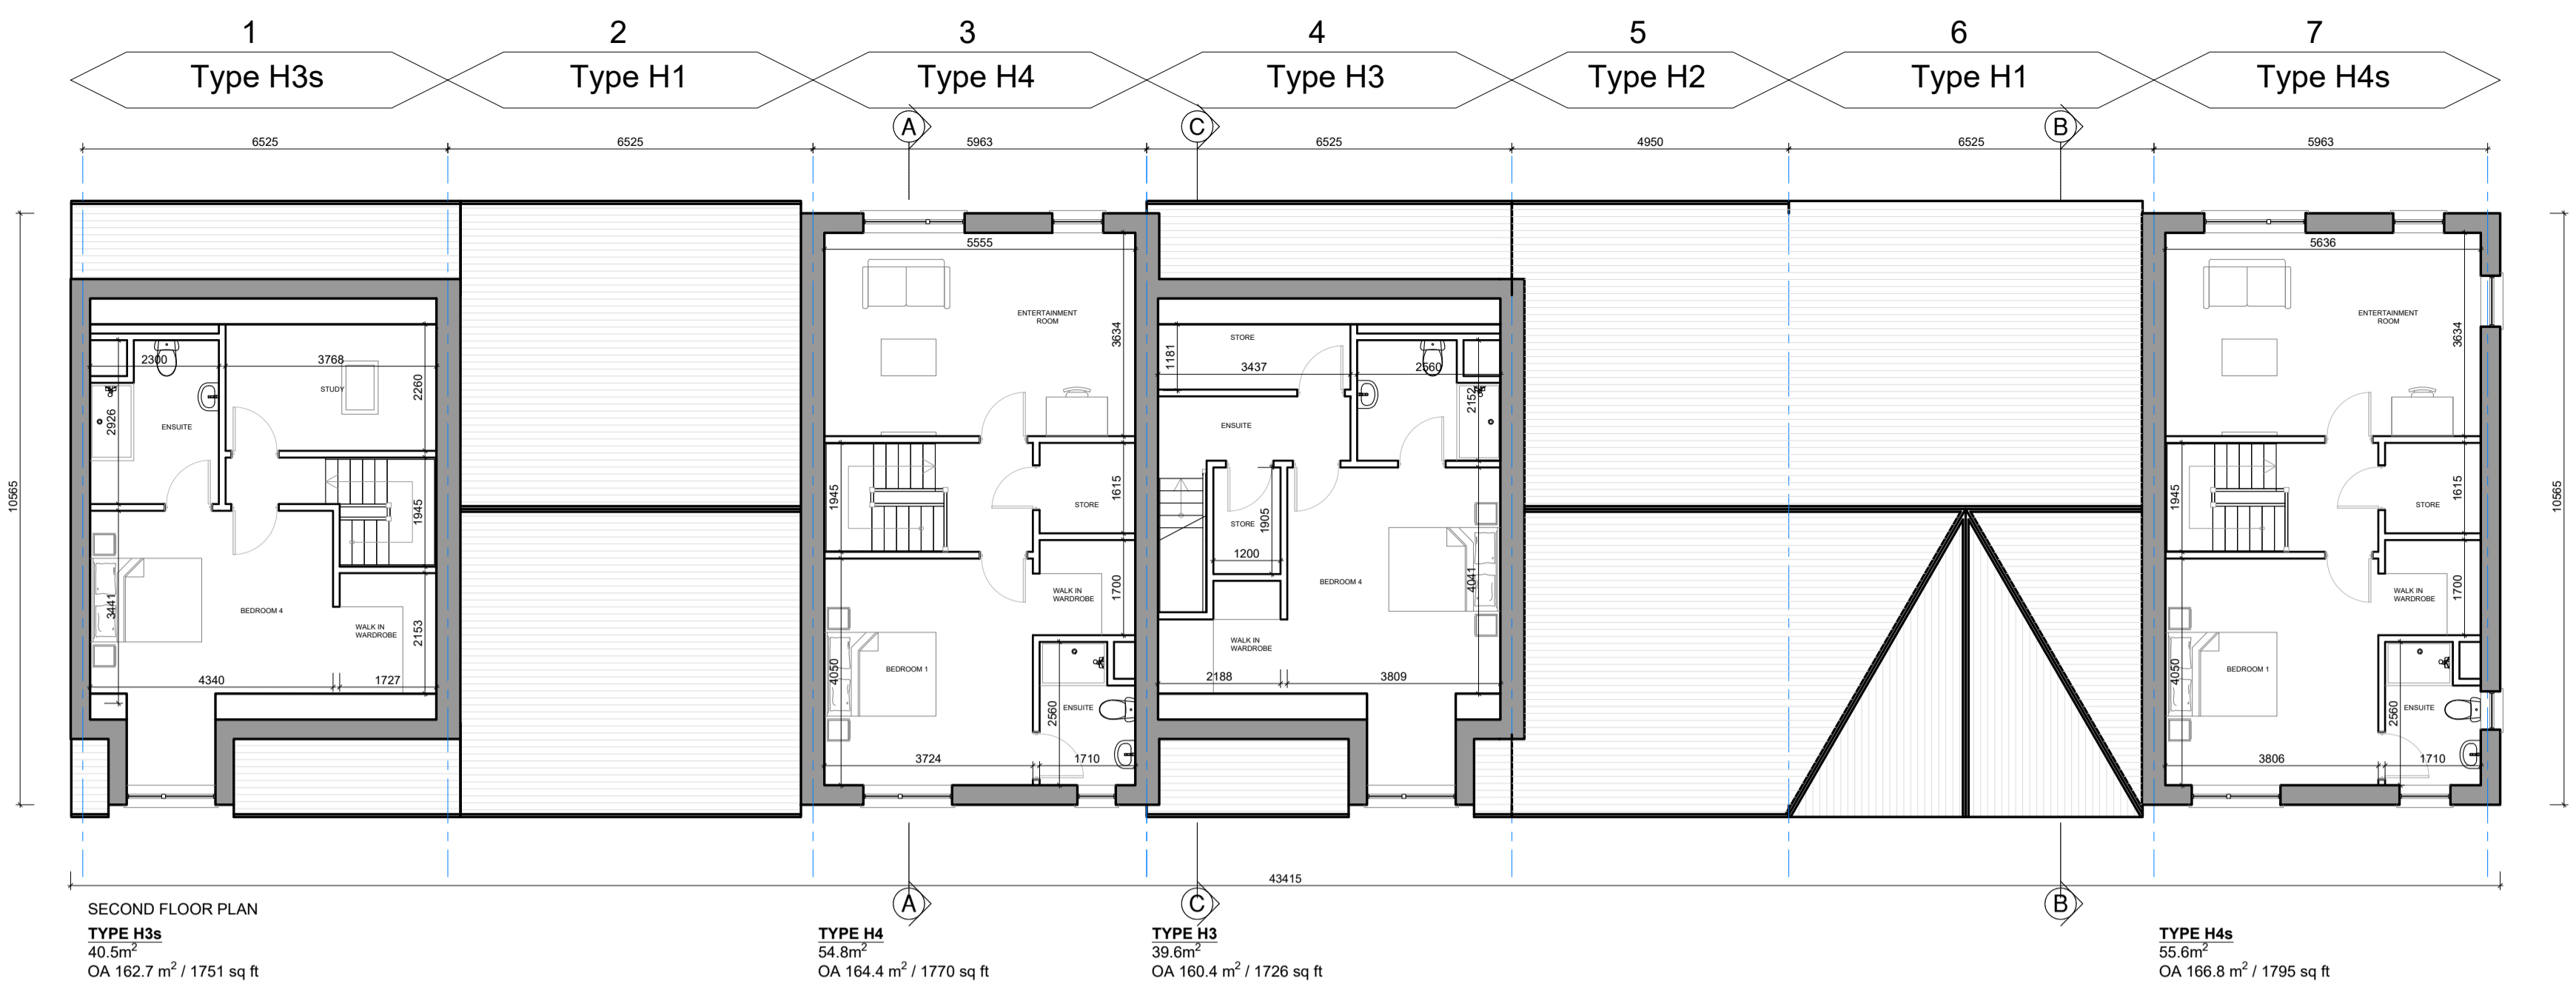 1
2
3
4
5
6
7
Type H3s
Type H1
Type H4
Type H3
Type H2
Type H1
Type H4s
A
C
B
6525
6525
5963
6525
4950
6525
5963
10565
2300
3768
STUDY
2260
2926
ENSUITE
1945
3441
BEDROOM 4
WALK IN
WARDROBE
2153
4340
1727
5555
ENTERTAINMENT
ROOM
3634
1945
1615
STORE
WALK IN
WARDROBE
1700
BEDROOM 1
4050
ENSUITE
2560
3724
1710
STORE
1181
3437
2560
2152
ENSUITE
STORE
1905
1200
BEDROOM 4
4041
WALK IN
WARDROBE
2188
3809
5636
ENTERTAINMENT
ROOM
3634
1945
1615
STORE
WALK IN
WARDROBE
1700
BEDROOM 1
4050
ENSUITE
2560
3806
1710
10565
43415
A
C
B
SECOND FLOOR PLAN
TYPE H3s
40.5m²
OA 162.7 m² / 1751 sq ft
TYPE H4
54.8m²
OA 164.4 m² / 1770 sq ft
TYPE H3
39.6m²
OA 160.4 m² / 1726 sq ft
TYPE H4s
55.6m²
OA 166.8 m² / 1795 sq ft